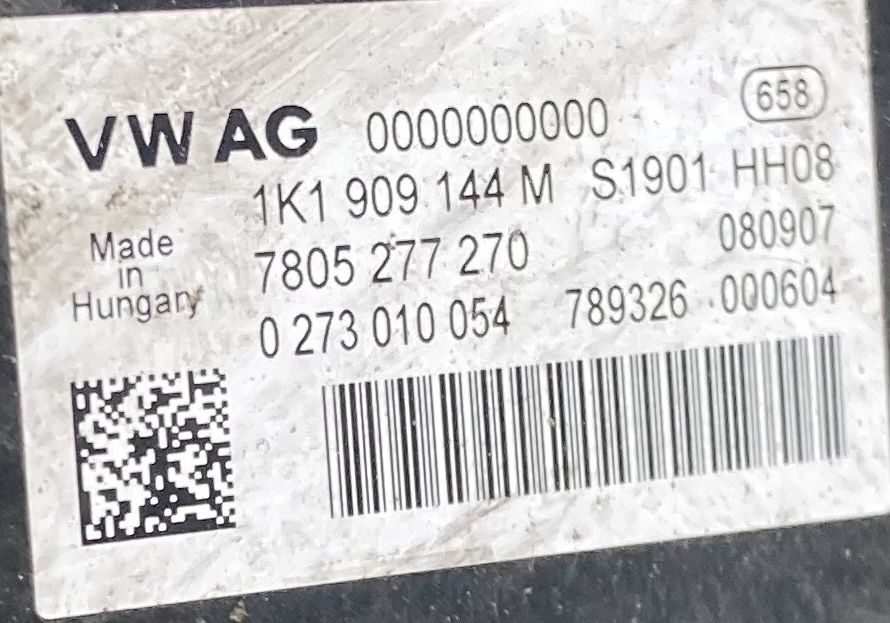 658
VW AG 0000000000
1K1 909 144 M S1901 HH08
Made in Hungary
7805 277 270 080907
0 273 010 054 789326 000604